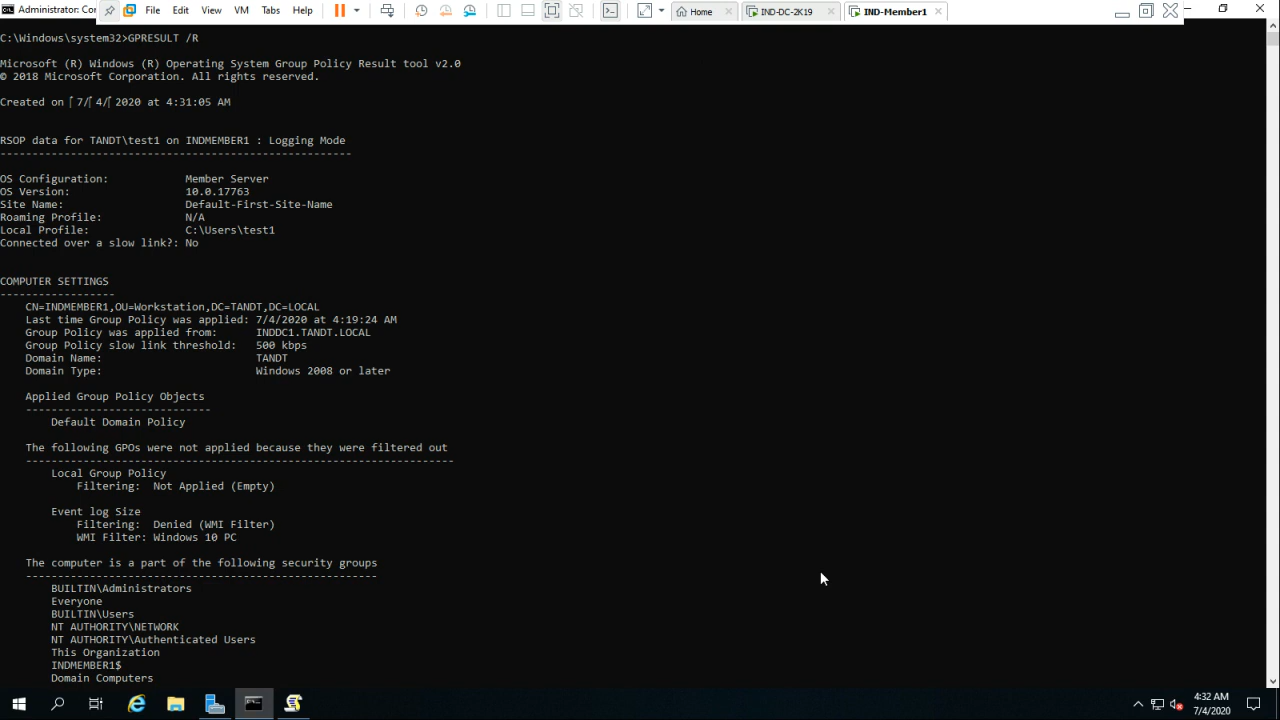 Administrator: Cor
File Edit View VM Tabs Help
Home
IND-DC-2K19
IND-Member1
C:\Windows\system32>GPRESULT /R
Microsoft (R) Windows (R) Operating System Group Policy Result tool v2.0
© 2018 Microsoft Corporation. All rights reserved.
Created on ⌈7/⌈4/⌈2020 at 4:31:05 AM
RSOP data for TANDT\test1 on INDMEMBER1 : Logging Mode
-------------------------------------------------------
OS Configuration: Member Server
OS Version: 10.0.17763
Site Name: Default-First-Site-Name
Roaming Profile: N/A
Local Profile: C:\Users\test1
Connected over a slow link?: No
COMPUTER SETTINGS
------------------
CN=INDMEMBER1,OU=Workstation,DC=TANDT,DC=LOCAL
Last time Group Policy was applied: 7/4/2020 at 4:19:24 AM
Group Policy was applied from: INDDC1.TANDT.LOCAL
Group Policy slow link threshold: 500 kbps
Domain Name: TANDT
Domain Type: Windows 2008 or later
Applied Group Policy Objects
-----------------------------
Default Domain Policy
The following GPOs were not applied because they were filtered out
-------------------------------------------------------------------
Local Group Policy
Filtering: Not Applied (Empty)
Event log Size
Filtering: Denied (WMI Filter)
WMI Filter: Windows 10 PC
The computer is a part of the following security groups
-------------------------------------------------------
BUILTIN\Administrators
Everyone
BUILTIN\Users
NT AUTHORITY\NETWORK
NT AUTHORITY\Authenticated Users
This Organization
INDMEMBER1$
Domain Computers
4:32 AM
7/4/2020